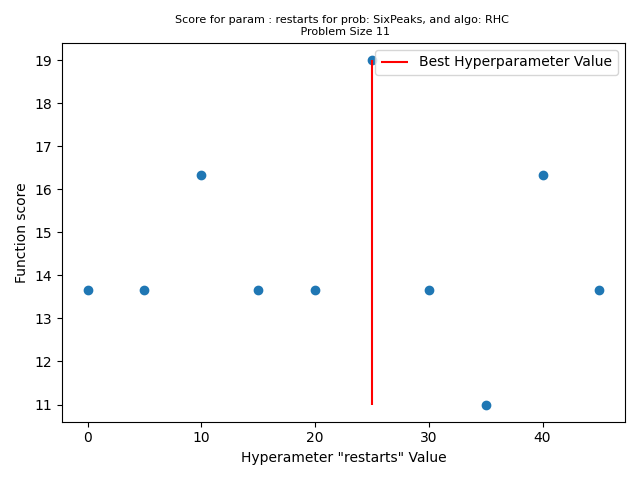 Score for param : restarts for prob: SixPeaks, and algo: RHC
Problem Size 11
Best Hyperparameter Value
Function score
19
18
17
16
15
14
13
12
11
0 10 20 30 40
Hyperameter "restarts" Value